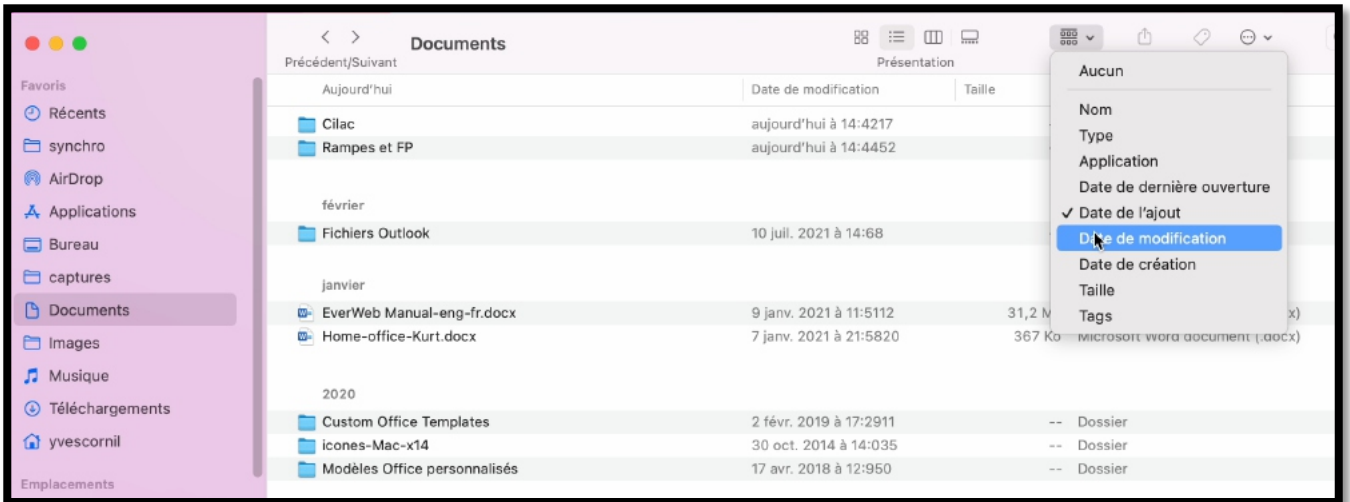 Documents
Précédent/Suivant
Présentation
Favoris
Récents
synchro
AirDrop
Applications
Bureau
captures
Documents
Images
Musique
Téléchargements
yvescornil
Emplacements
Aujourd'hui Date de modification Taille
Cilac aujourd'hui à 14:4217
Rampes et FP aujourd'hui à 14:4452
février
Fichiers Outlook 10 juil. 2021 à 14:68
janvier
EverWeb Manual-eng-fr.docx 9 janv. 2021 à 11:5112 31,2 M x)
Home-office-Kurt.docx 7 janv. 2021 à 21:5820 367 Ko Microsoft Word document (.docx)
2020
Custom Office Templates 2 févr. 2019 à 17:2911 -- Dossier
icones-Mac-x14 30 oct. 2014 à 14:035 -- Dossier
Modèles Office personnalisés 17 avr. 2018 à 12:950 -- Dossier
Aucun
Nom
Type
Application
Date de dernière ouverture
✓ Date de l'ajout
Date de modification
Date de création
Taille
Tags